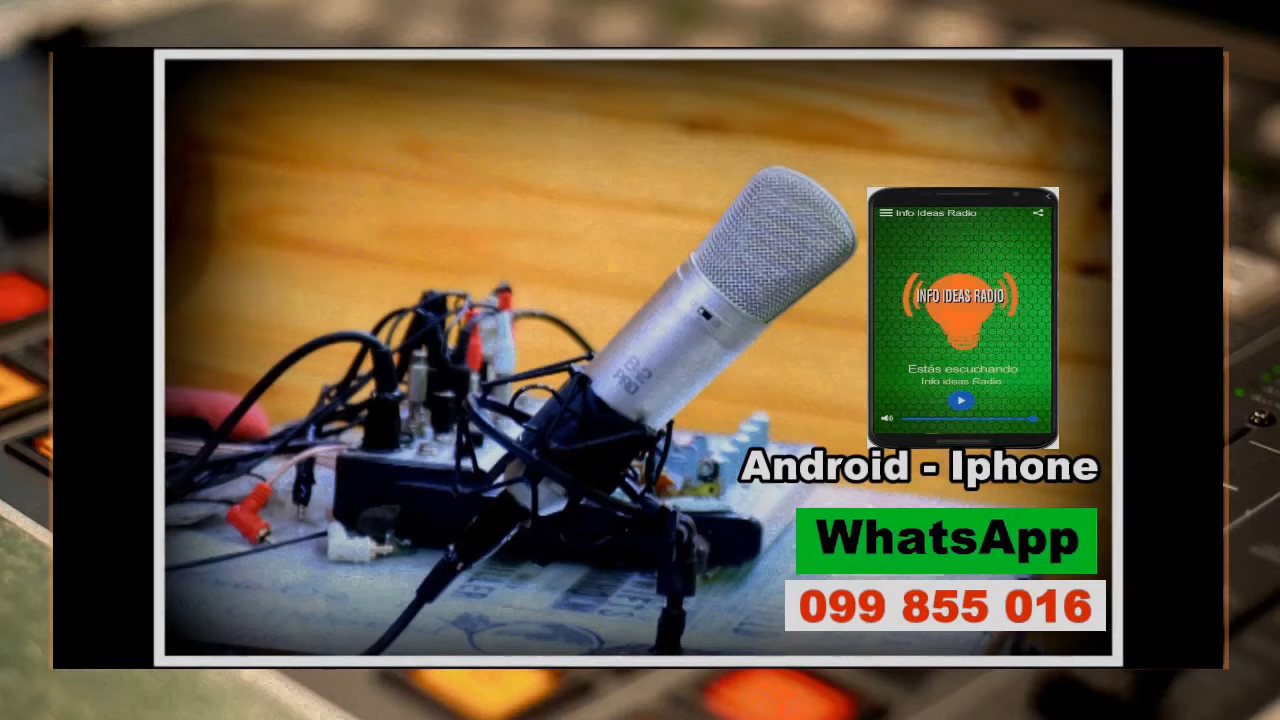 Info Ideas Radio
INFO IDEAS RADIO
Estás escuchando
Info ideas Radio
Android - Iphone
WhatsApp
099 855 016